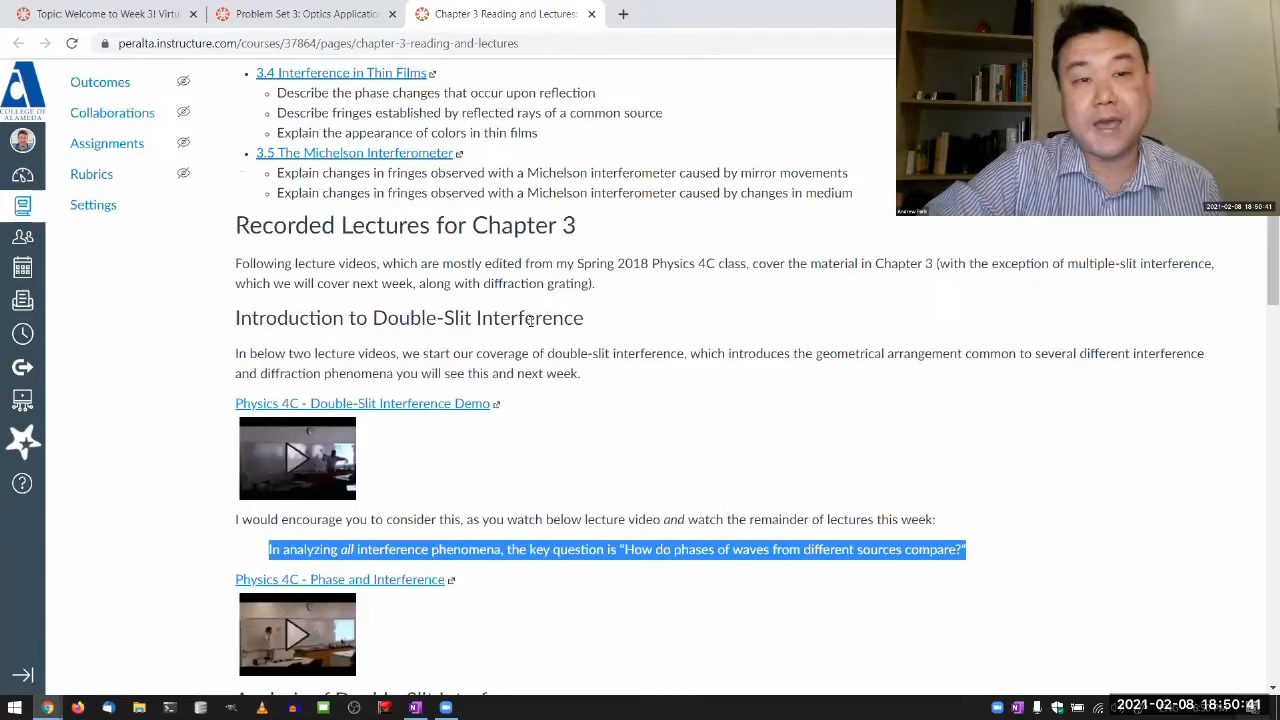 Topic: Welcome to Week 3 Virtu
Problem Set 3: Optics Applicatio
Chapter 3 Reading and Lectures:
peralta.instructure.com/courses/37864/pages/chapter-3-reading-and-lectures
COLLEGE OF
ALAMEDA
Outcomes
Collaborations
Assignments
Rubrics
Settings
3.4 Interference in Thin Films
Describe the phase changes that occur upon reflection
Describe fringes established by reflected rays of a common source
Explain the appearance of colors in thin films
3.5 The Michelson Interferometer
Explain changes in fringes observed with a Michelson interferometer caused by mirror movements
Explain changes in fringes observed with a Michelson interferometer caused by changes in medium
Andrew Park
2021-02-08 18:50:41
Recorded Lectures for Chapter 3
Following lecture videos, which are mostly edited from my Spring 2018 Physics 4C class, cover the material in Chapter 3 (with the exception of multiple-slit interference,
which we will cover next week, along with diffraction grating).
Introduction to Double-Slit Interference
In below two lecture videos, we start our coverage of double-slit interference, which introduces the geometrical arrangement common to several different interference
and diffraction phenomena you will see this and next week.
Physics 4C - Double-Slit Interference Demo
I would encourage you to consider this, as you watch below lecture video and watch the remainder of lectures this week:
In analyzing all interference phenomena, the key question is "How do phases of waves from different sources compare?"
Physics 4C - Phase and Interference
2021-02-08 18:50:41